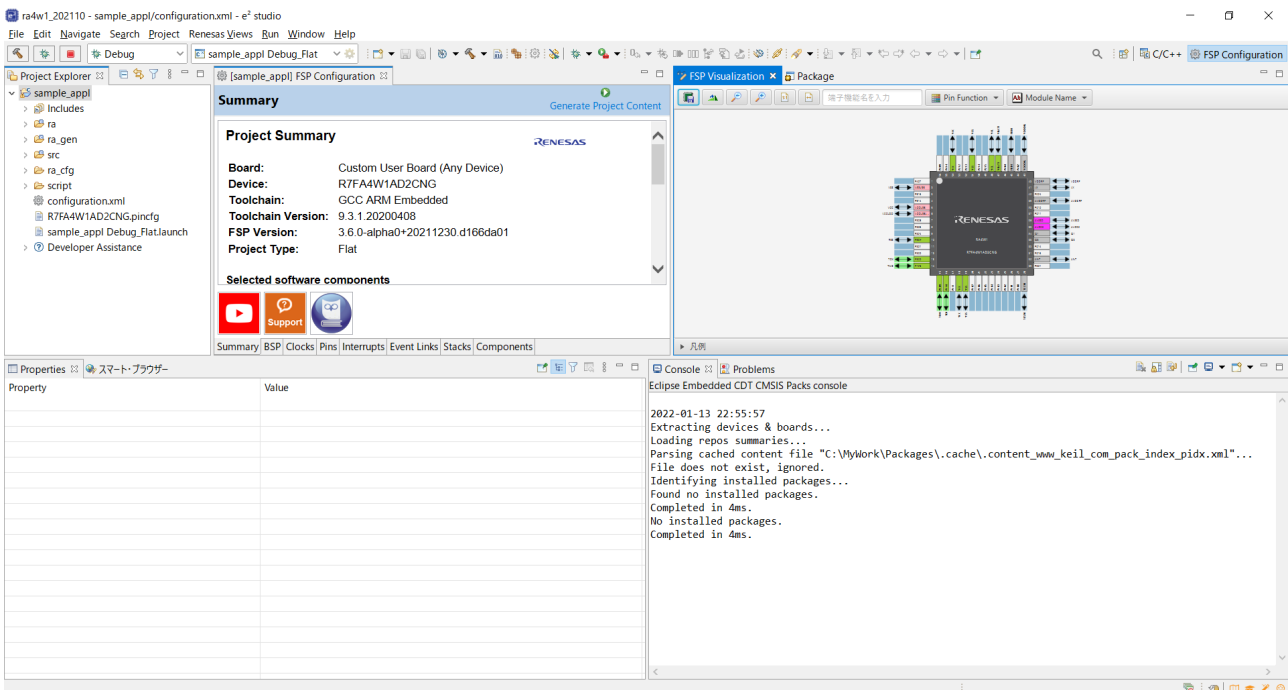 ra4w1_202110 - sample_appl/configuration.xml - e² studio
File Edit Navigate Search Project Renesas Views Run Window Help
Debug
sample_appl Debug_Flat
C/C++
FSP Configuration
Project Explorer
sample_appl
Includes
ra
ra_gen
src
ra_cfg
script
configuration.xml
R7FA4W1AD2CNG.pincfg
sample_appl Debug_Flat.launch
Developer Assistance
[sample_appl] FSP Configuration
Summary
Generate Project Content
Project Summary
RENESAS
Board: Custom User Board (Any Device)
Device: R7FA4W1AD2CNG
Toolchain: GCC ARM Embedded
Toolchain Version: 9.3.1.20200408
FSP Version: 3.6.0-alpha0+20211230.d166da01
Project Type: Flat
Selected software components
Support
Summary BSP Clocks Pins Interrupts Event Links Stacks Components
FSP Visualization
Package
端子機能名を入力
Pin Function
Module Name
RENESAS
凡例
Properties
スマート・ブラウザー
Property Value
Console
Problems
Eclipse Embedded CDT CMSIS Packs console
2022-01-13 22:55:57
Extracting devices & boards...
Loading repos summaries...
Parsing cached content file "C:\MyWork\Packages\.cache\.content_www_keil_com_pack_index_pidx.xml"...
File does not exist, ignored.
Identifying installed packages...
Found no installed packages.
Completed in 4ms.
No installed packages.
Completed in 4ms.